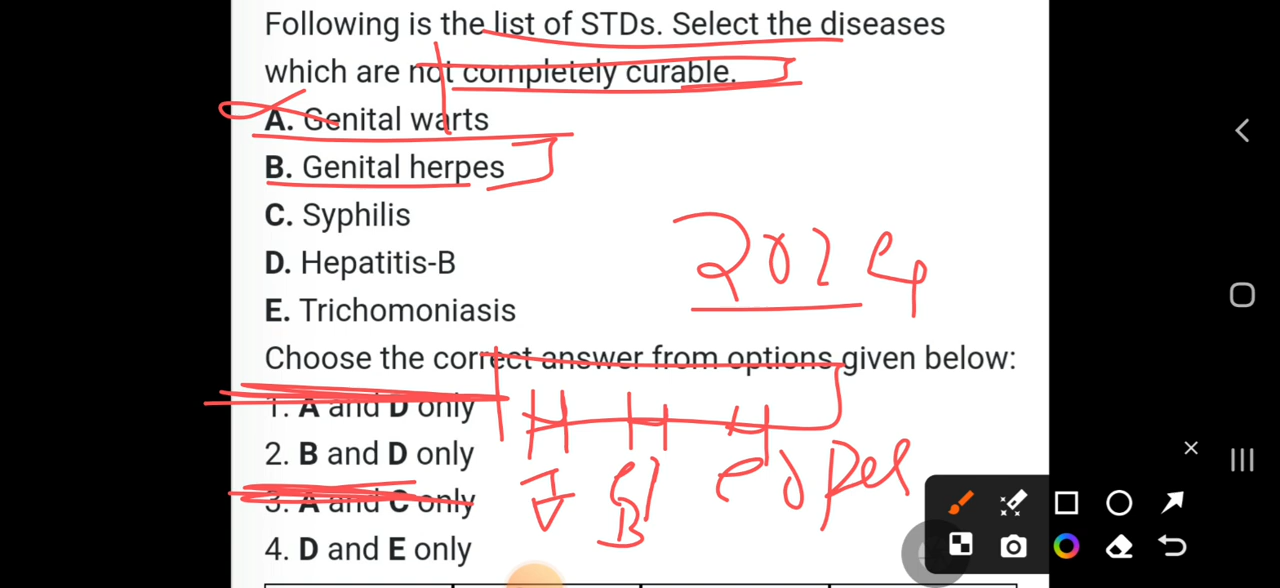 Following is the list of STDs. Select the diseases
which are not completely curable.
A. Genital warts
B. Genital herpes
C. Syphilis
2024
D. Hepatitis-B
E. Trichomoniasis
Choose the correct answer from options given below:
1. A and D only
2. B and D only
3. A and C only
4. D and E only